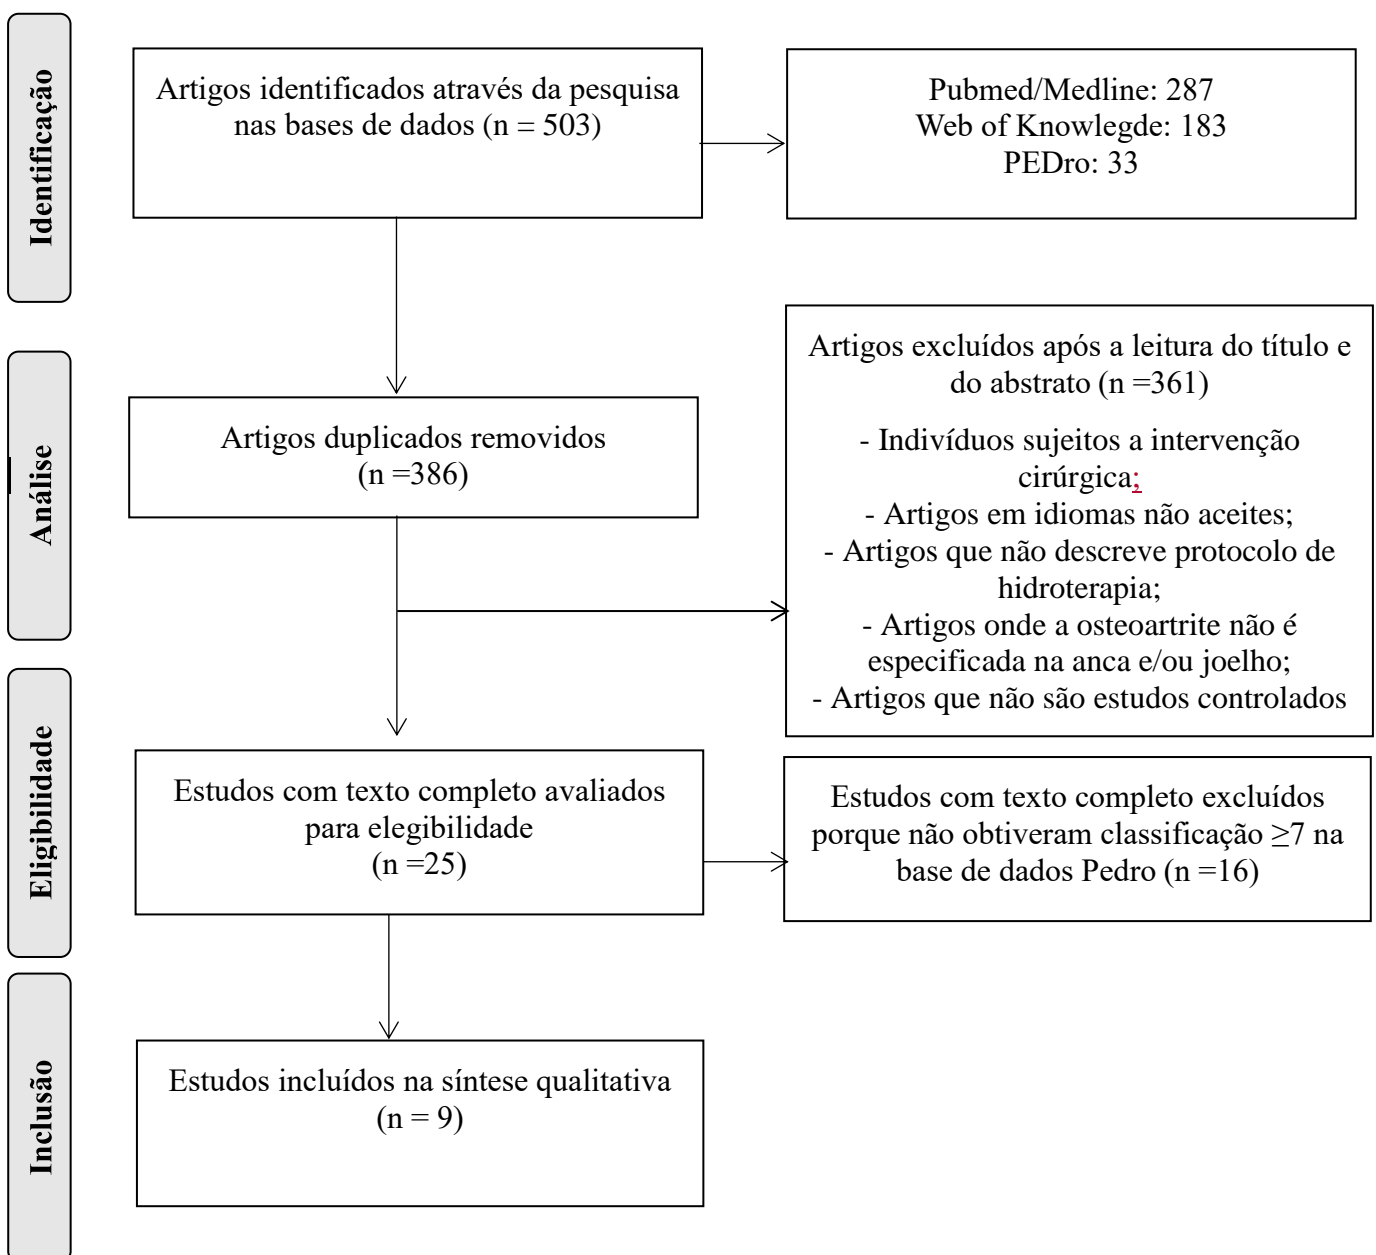 Identificação
Artigos identificados através da pesquisa
nas bases de dados (n = 503)
Pubmed/Medline: 287
Web of Knowlegde: 183
PEDro: 33
Análise
Artigos duplicados removidos
(n =386)
Artigos excluídos após a leitura do título e
do abstrato (n =361)
- Indivíduos sujeitos a intervenção
cirúrgica;
- Artigos em idiomas não aceites;
- Artigos que não descreve protocolo de
hidroterapia;
- Artigos onde a osteoartrite não é
especificada na anca e/ou joelho;
- Artigos que não são estudos controlados
Eligibilidade
Estudos com texto completo avaliados
para elegibilidade
(n =25)
Estudos com texto completo excluídos
porque não obtiveram classificação ≥7 na
base de dados Pedro (n =16)
Inclusão
Estudos incluídos na síntese qualitativa
(n = 9)